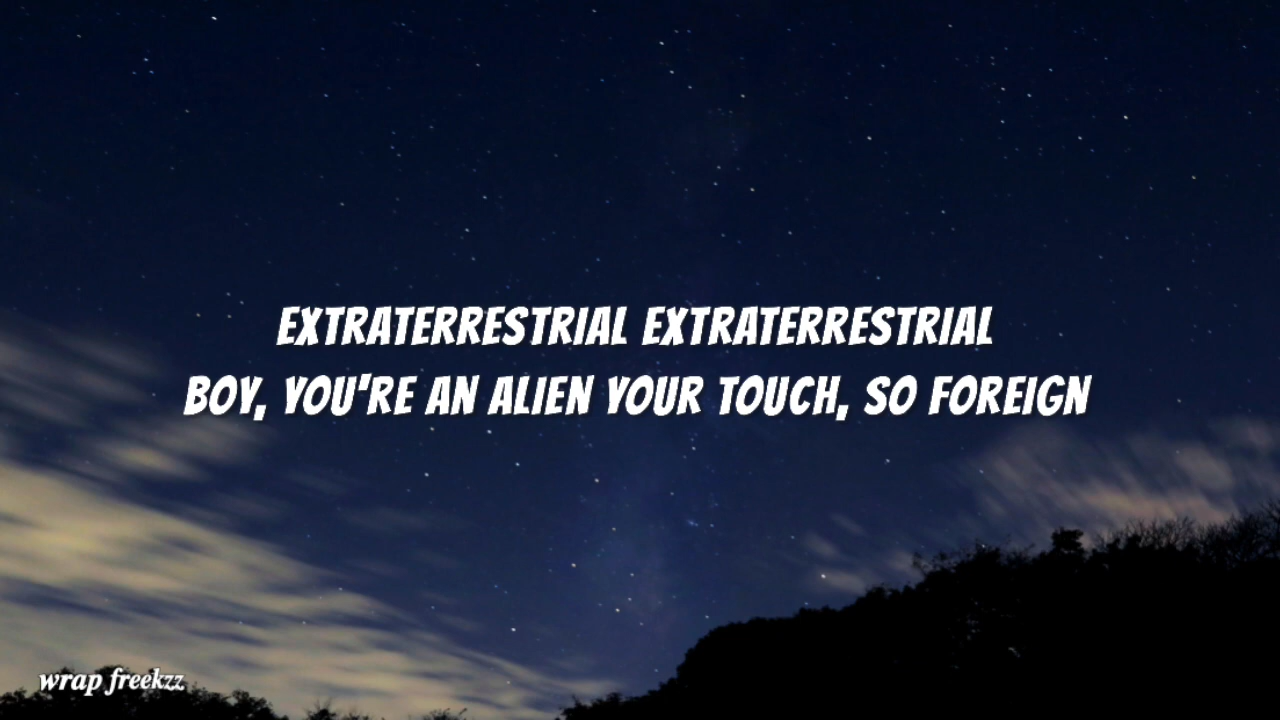 EXTRATERRESTRIAL EXTRATERRESTRIAL
BOY, YOU'RE AN ALIEN YOUR TOUCH, SO FOREIGN
wrap freekzz